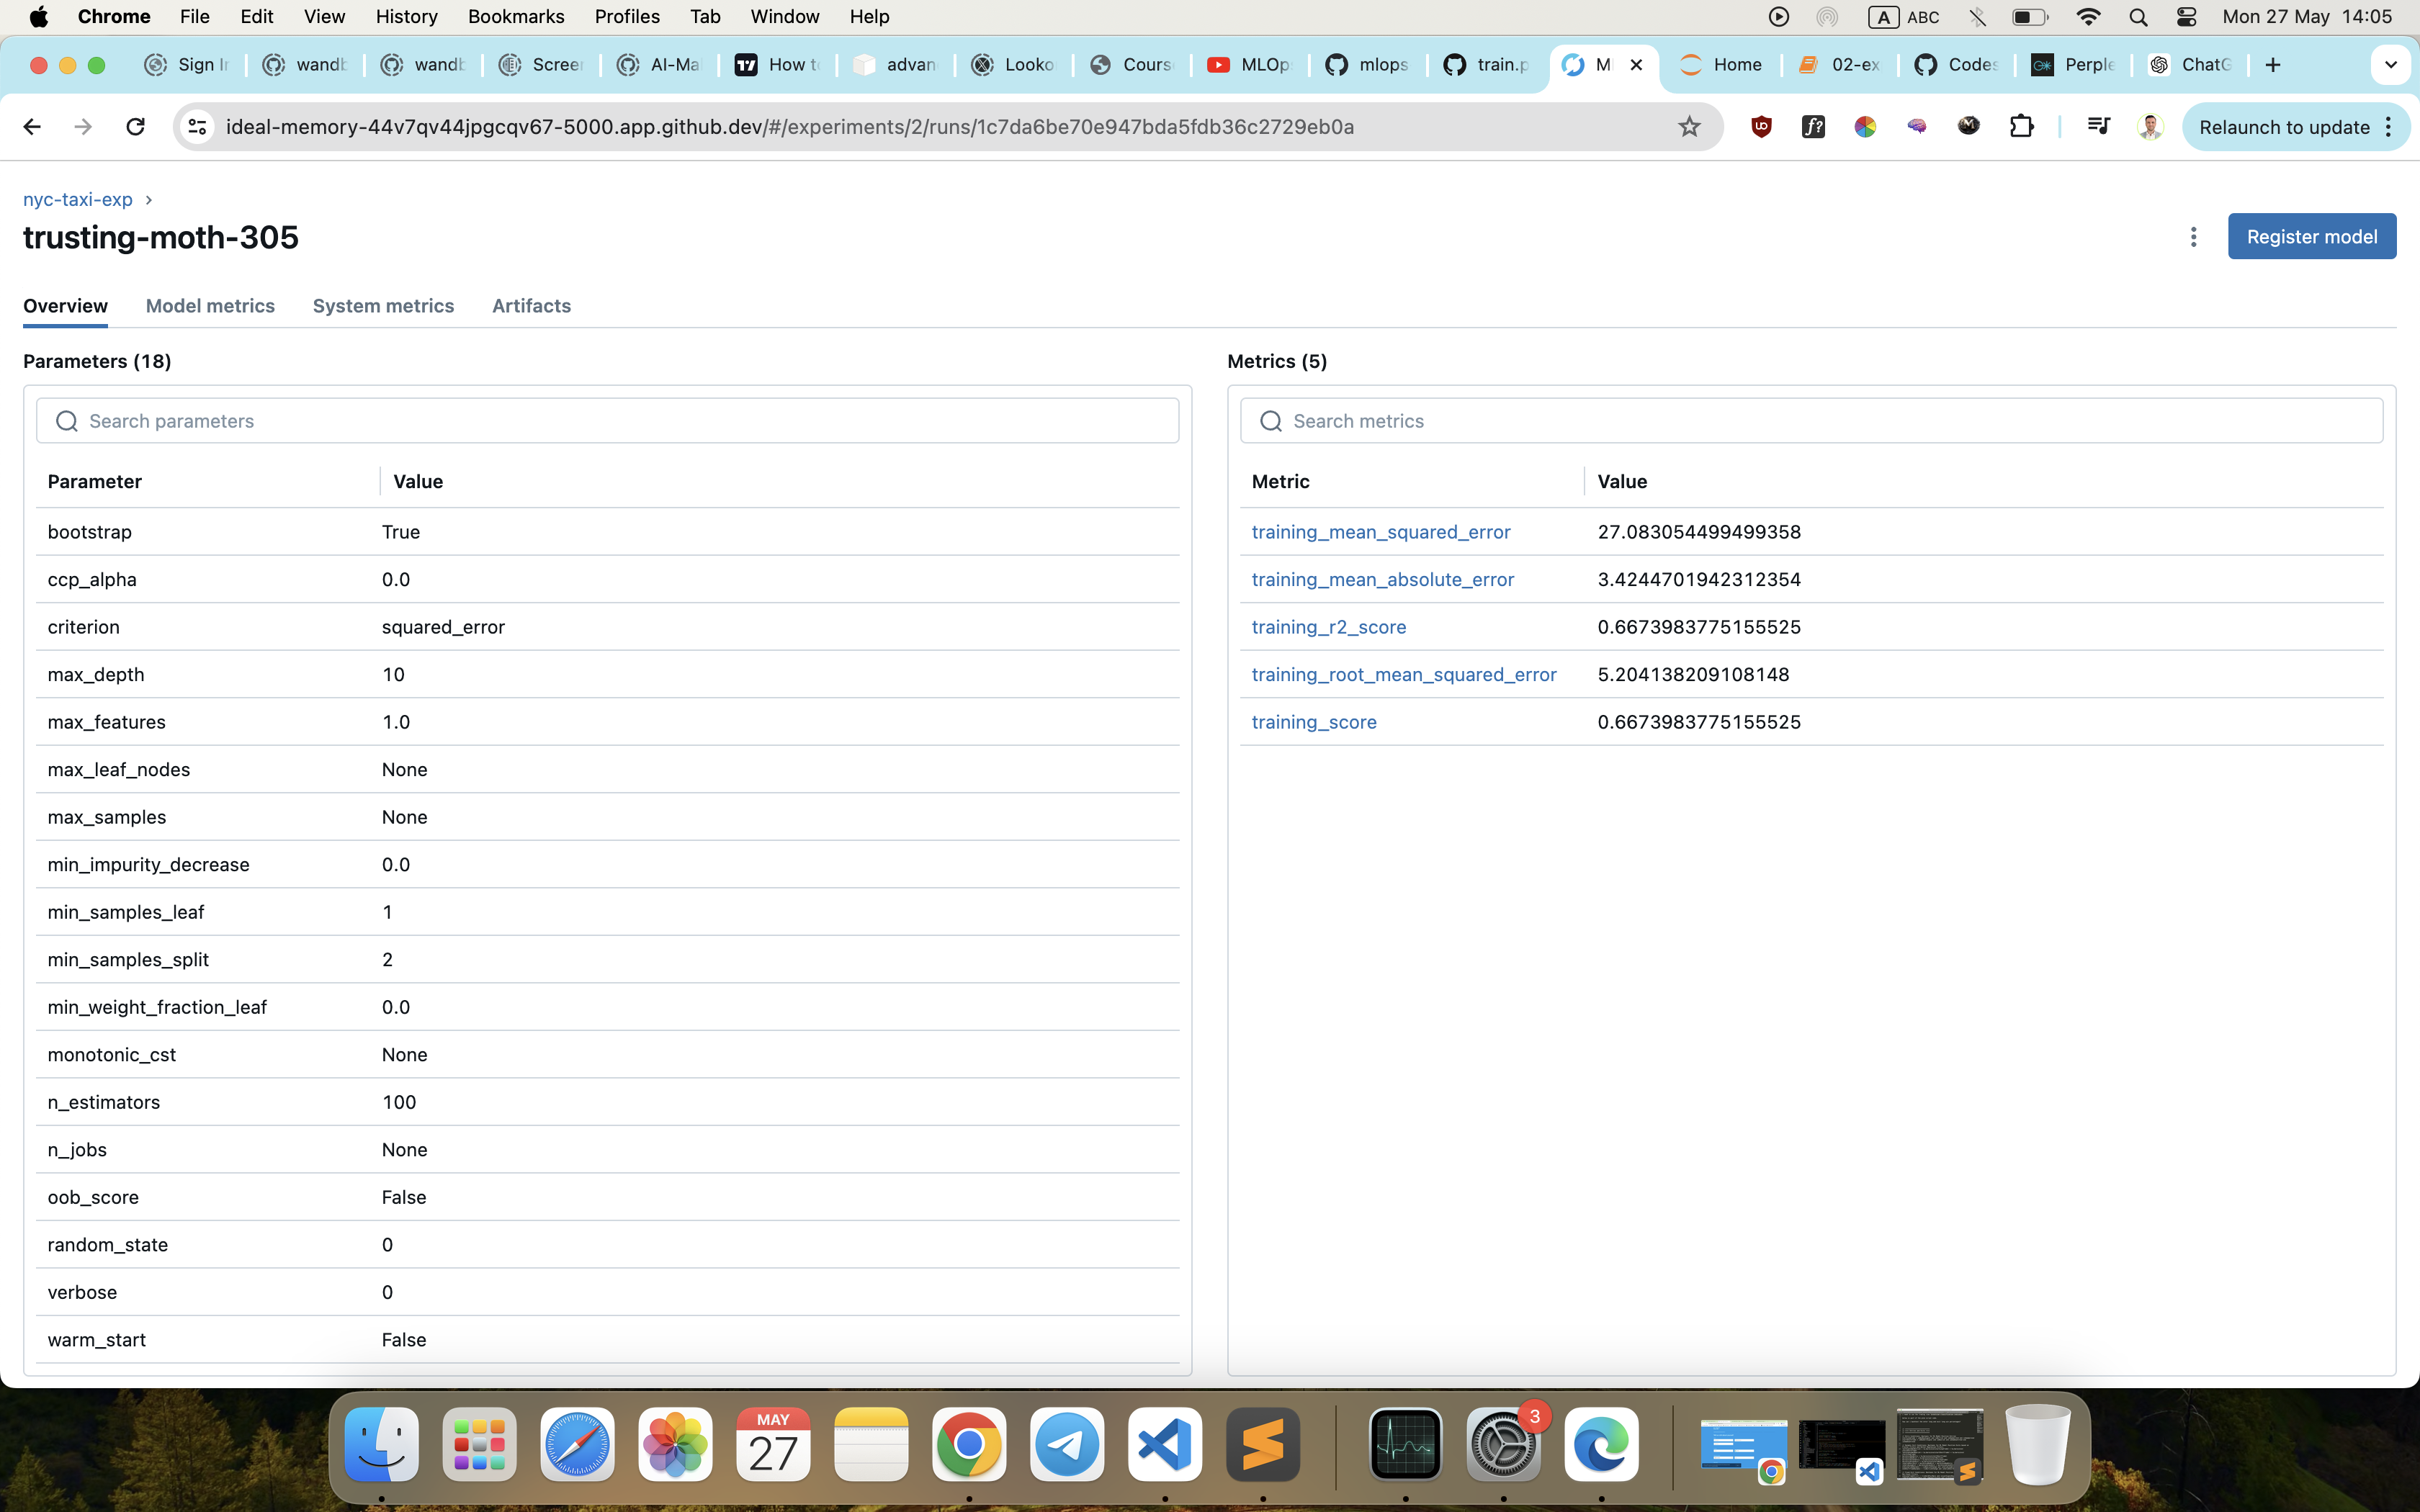 Chrome File Edit View History Bookmarks Profiles Tab Window Help A ABC Mon 27 May 14:05
Sign In wandb wandb Screen AI-Ma How to advan Looko Cours MLOp mlops train.p M Home 02-ex Codes Perple ChatG
ideal-memory-44v7qv44jpgcqv67-5000.app.github.dev/#/experiments/2/runs/1c7da6be70e947bda5fdb36c2729eb0a f? Relaunch to update
nyc-taxi-exp
trusting-moth-305
Register model
Overview Model metrics System metrics Artifacts
Parameters (18)
Search parameters
Parameter Value
bootstrap True
ccp_alpha 0.0
criterion squared_error
max_depth 10
max_features 1.0
max_leaf_nodes None
max_samples None
min_impurity_decrease 0.0
min_samples_leaf 1
min_samples_split 2
min_weight_fraction_leaf 0.0
monotonic_cst None
n_estimators 100
n_jobs None
oob_score False
random_state 0
verbose 0
warm_start False
Metrics (5)
Search metrics
Metric Value
training_mean_squared_error 27.083054499499358
training_mean_absolute_error 3.4244701942312354
training_r2_score 0.6673983775155525
training_root_mean_squared_error 5.204138209108148
training_score 0.6673983775155525
MAY
27
3